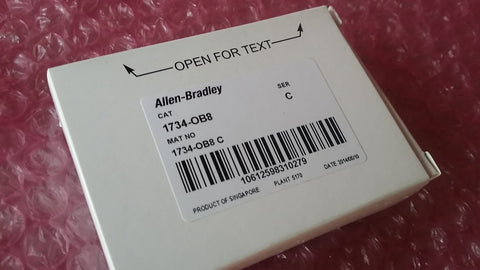 OPEN FOR TEXT
Allen-Bradley
CAT SER
1734-OB8 C
MAT NO
1734-OB8 C
10612598310279
PRODUCT OF SINGAPORE PLANT 5170 DATE